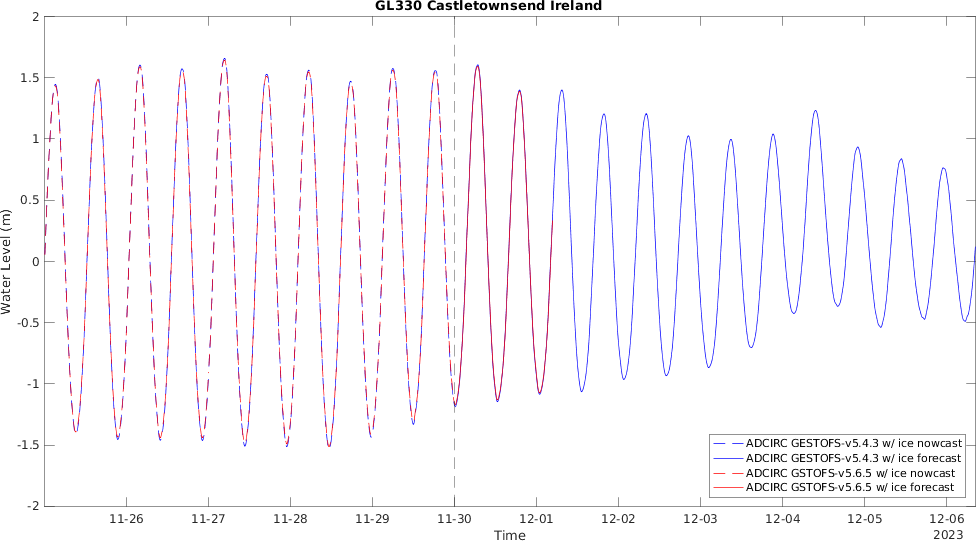 GL330 Castletownsend Ireland
2
1.5
1
0.5
0
-0.5
-1
-1.5
-2
Water Level (m)
ADCIRC GESTOFS-v5.4.3 w/ ice nowcast
ADCIRC GESTOFS-v5.4.3 w/ ice forecast
ADCIRC GSTOFS-v5.6.5 w/ ice nowcast
ADCIRC GSTOFS-v5.6.5 w/ ice forecast
11-26 11-27 11-28 11-29 11-30 12-01 12-02 12-03 12-04 12-05 12-06
Time 2023